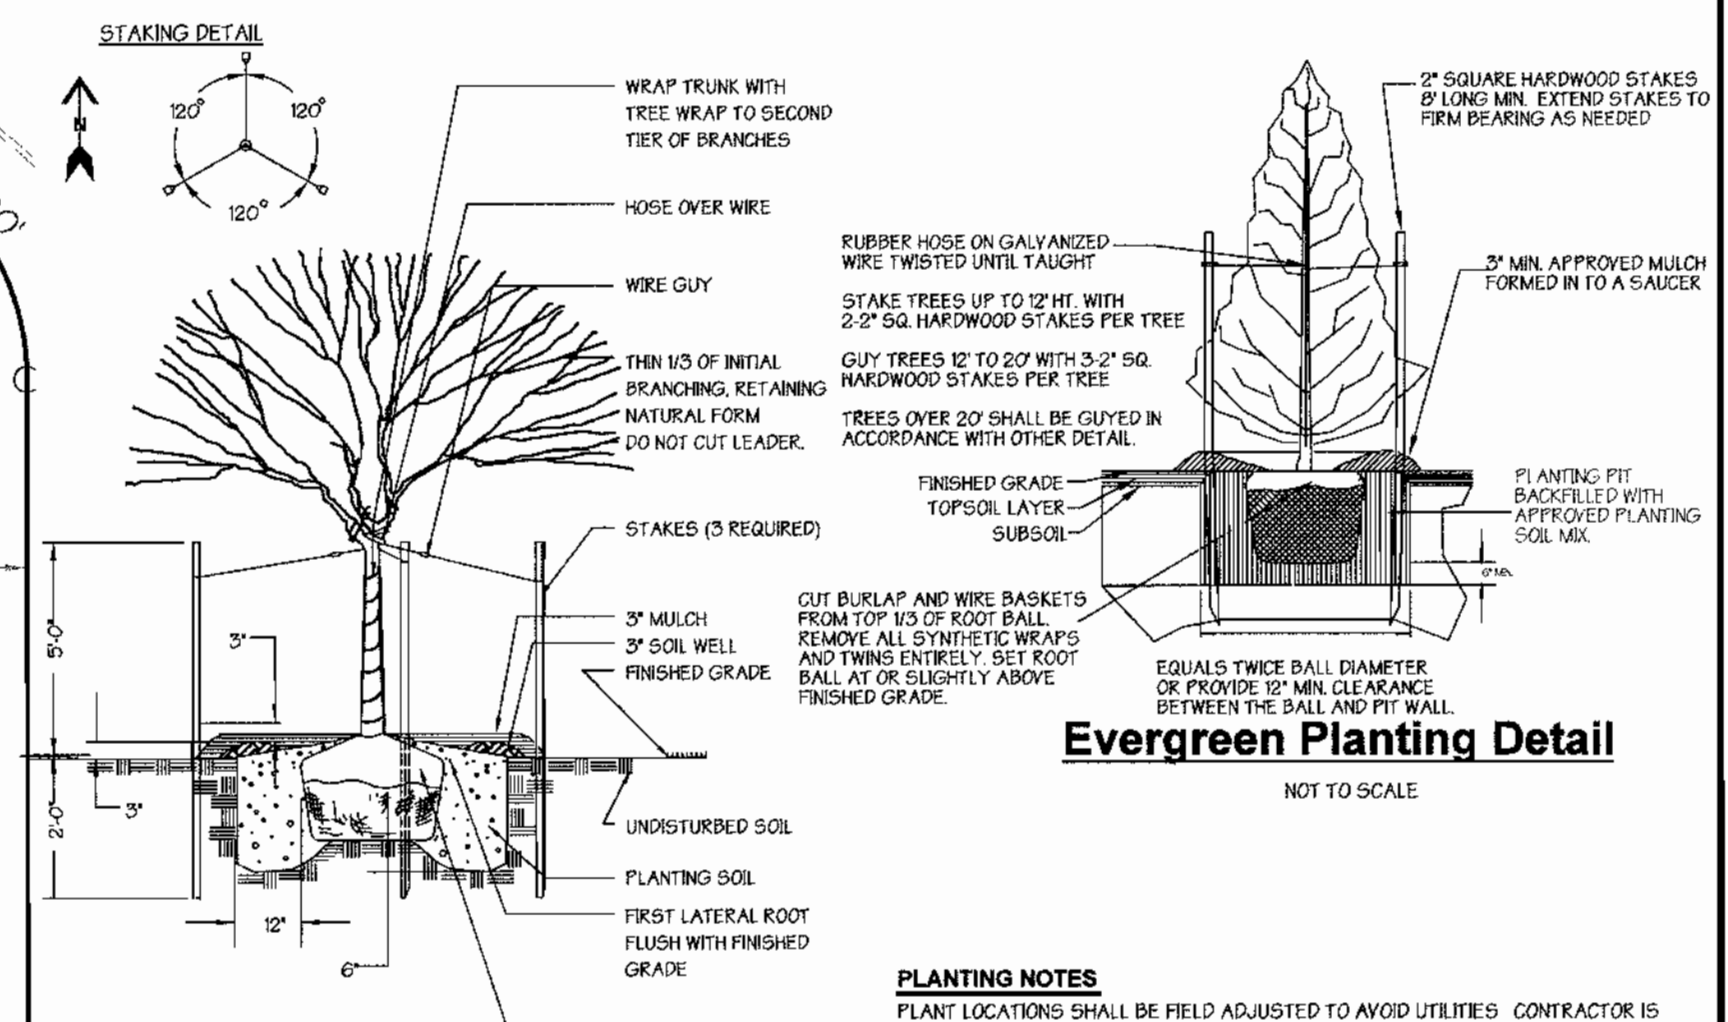 STAKING DETAIL
N
120°
120°
120°
WRAP TRUNK WITH
TREE WRAP TO SECOND
TIER OF BRANCHES
HOSE OVER WIRE
WIRE GUY
THIN 1/3 OF INITIAL
BRANCHING, RETAINING
NATURAL FORM
DO NOT CUT LEADER.
STAKES (3 REQUIRED)
3" MULCH
3" SOIL WELL
FINISHED GRADE
UNDISTURBED SOIL
PLANTING SOIL
FIRST LATERAL ROOT
FLUSH WITH FINISHED
GRADE
5'-0"
2'-0"
3"
3"
12"
6"
2" SQUARE HARDWOOD STAKES
8' LONG MIN. EXTEND STAKES TO
FIRM BEARING AS NEEDED
RUBBER HOSE ON GALVANIZED
WIRE TWISTED UNTIL TAUGHT
3" MIN. APPROVED MULCH
FORMED IN TO A SAUCER
STAKE TREES UP TO 12' HT. WITH
2-2" SQ. HARDWOOD STAKES PER TREE
GUY TREES 12' TO 20' WITH 3-2" SQ.
HARDWOOD STAKES PER TREE
TREES OVER 20' SHALL BE GUYED IN
ACCORDANCE WITH OTHER DETAIL.
FINISHED GRADE
TOPSOIL LAYER
SUBSOIL
PLANTING PIT
BACKFILLED WITH
APPROVED PLANTING
SOIL MIX.
6" MIN.
CUT BURLAP AND WIRE BASKETS
FROM TOP 1/3 OF ROOT BALL.
REMOVE ALL SYNTHETIC WRAPS
AND TWINS ENTIRELY. SET ROOT
BALL AT OR SLIGHTLY ABOVE
FINISHED GRADE.
EQUALS TWICE BALL DIAMETER
OR PROVIDE 12" MIN. CLEARANCE
BETWEEN THE BALL AND PIT WALL.
Evergreen Planting Detail
NOT TO SCALE
PLANTING NOTES
PLANT LOCATIONS SHALL BE FIELD ADJUSTED TO AVOID UTILITIES CONTRACTOR IS